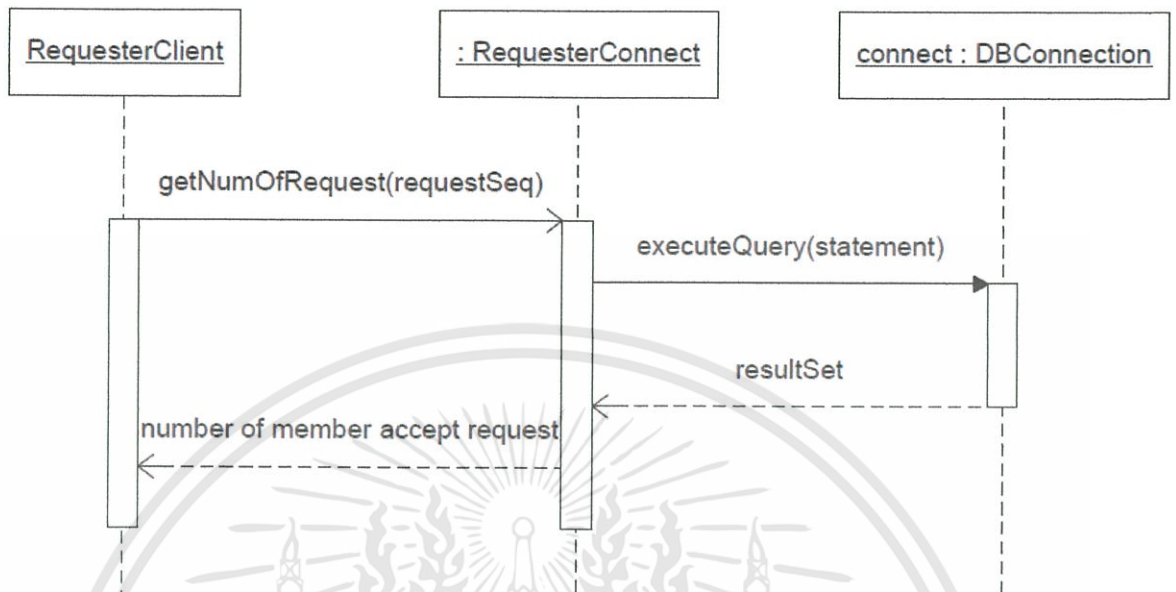 RequesterClient
: RequesterConnect
connect : DBConnection
getNumOfRequest(requestSeq)
executeQuery(statement)
resultSet
number of member accept request